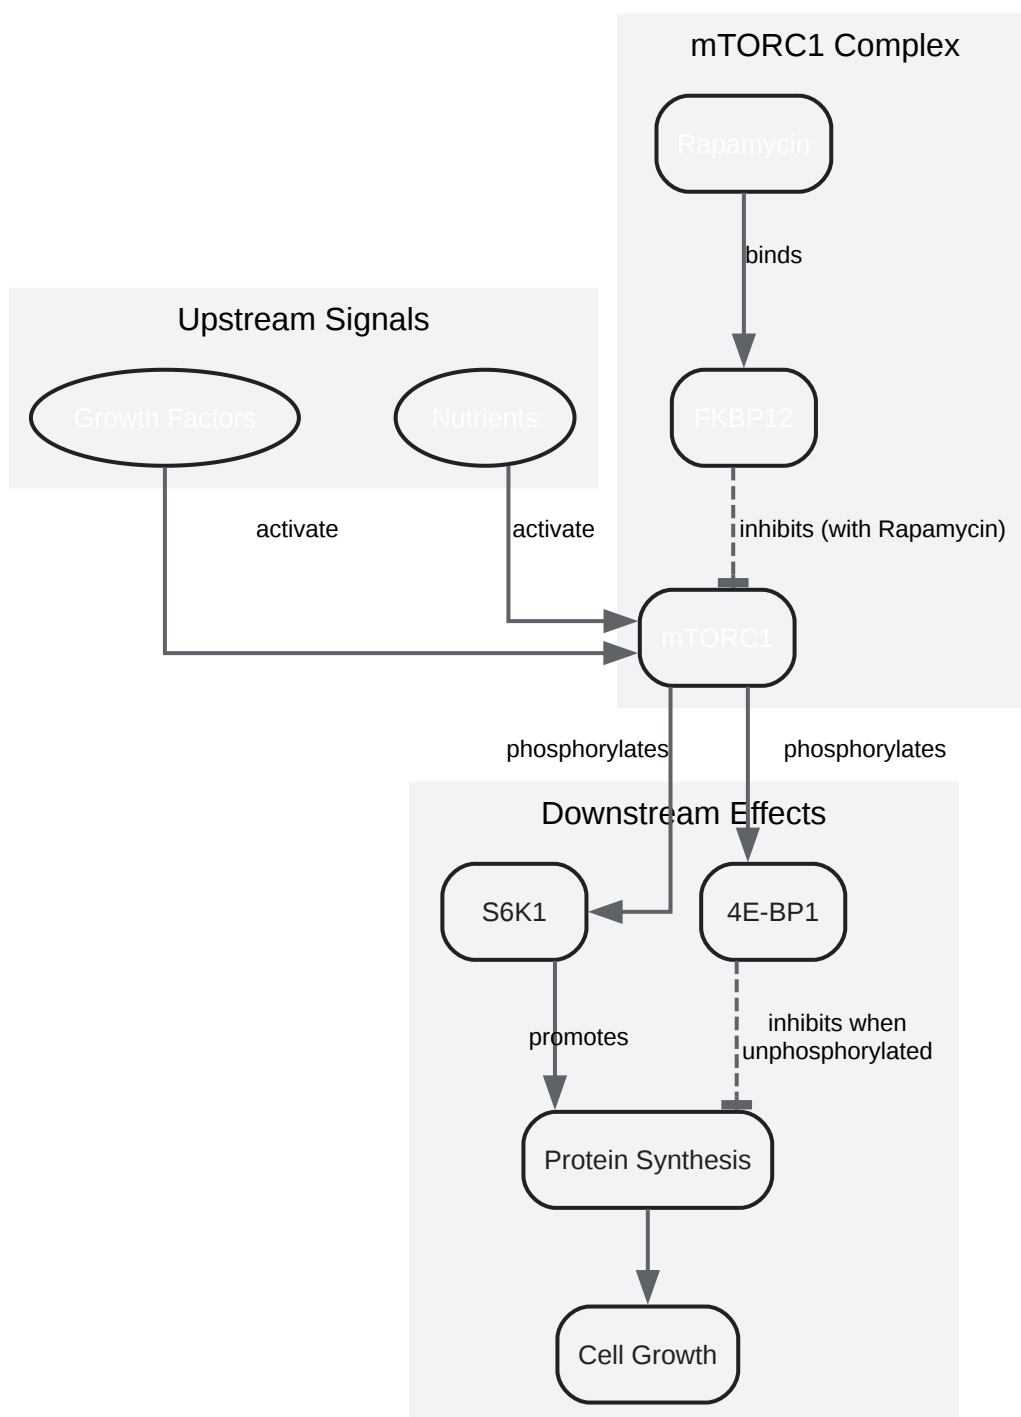 mTORC1 Complex
Rapamycin
binds
Upstream Signals
Growth Factors
Nutrients
FKBP12
activate
activate
inhibits (with Rapamycin)
mTORC1
phosphorylates
phosphorylates
Downstream Effects
S6K1
4E-BP1
promotes
inhibits when
unphosphorylated
Protein Synthesis
Cell Growth